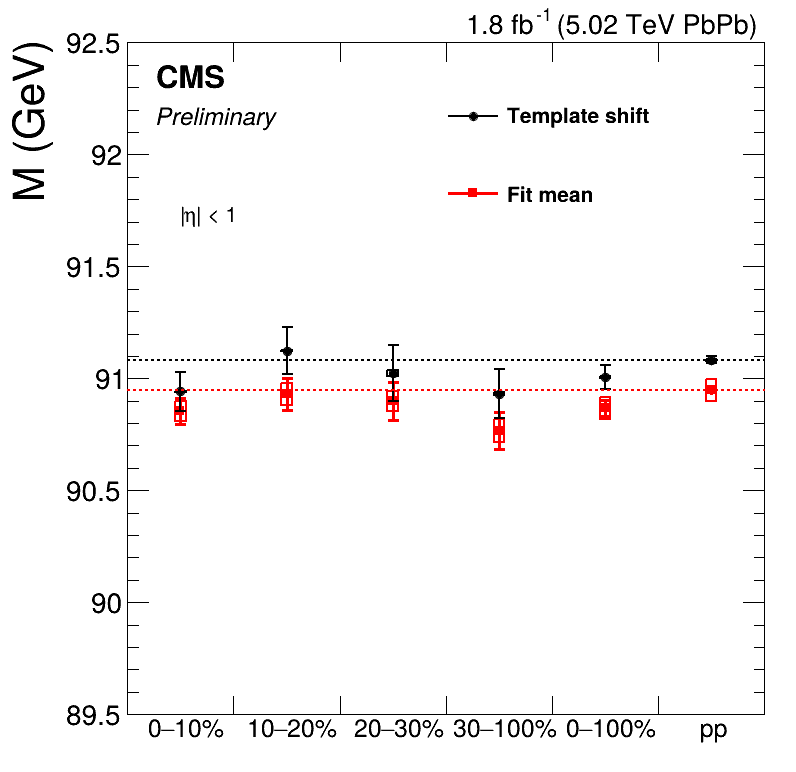 1.8 fb⁻¹ (5.02 TeV PbPb)
M (GeV)
92.5
92
91.5
91
90.5
90
89.5
CMS
Preliminary
|η| < 1
Template shift
Fit mean
0–10% 10–20% 20–30% 30–100% 0–100% pp